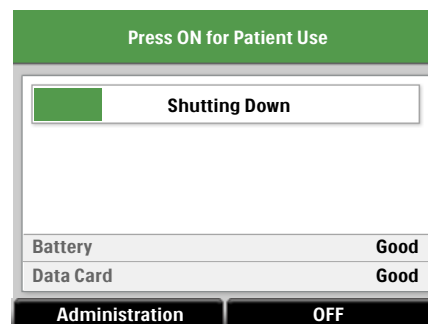 Press ON for Patient Use
Shutting Down
Battery Good
Data Card Good
Administration OFF